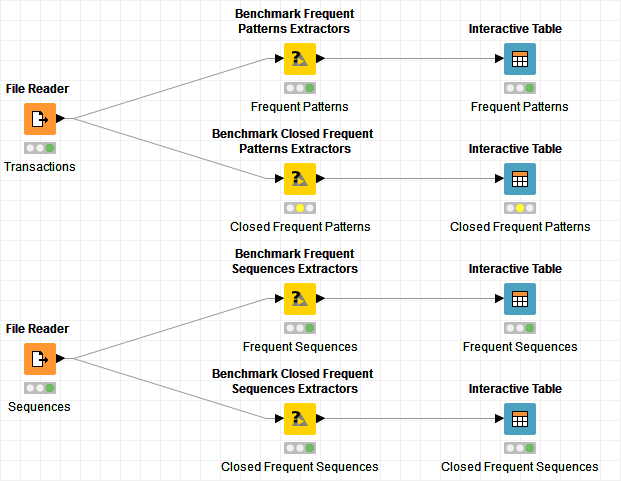 Benchmark Frequent
Patterns Extractors
Interactive Table
File Reader
Frequent Patterns
Frequent Patterns
Benchmark Closed Frequent
Patterns Extractors
Interactive Table
Transactions
Closed Frequent Patterns
Closed Frequent Patterns
Benchmark Frequent
Sequences Extractors
Interactive Table
File Reader
Frequent Sequences
Frequent Sequences
Benchmark Closed Frequent
Sequences Extractors
Interactive Table
Sequences
Closed Frequent Sequences
Closed Frequent Sequences